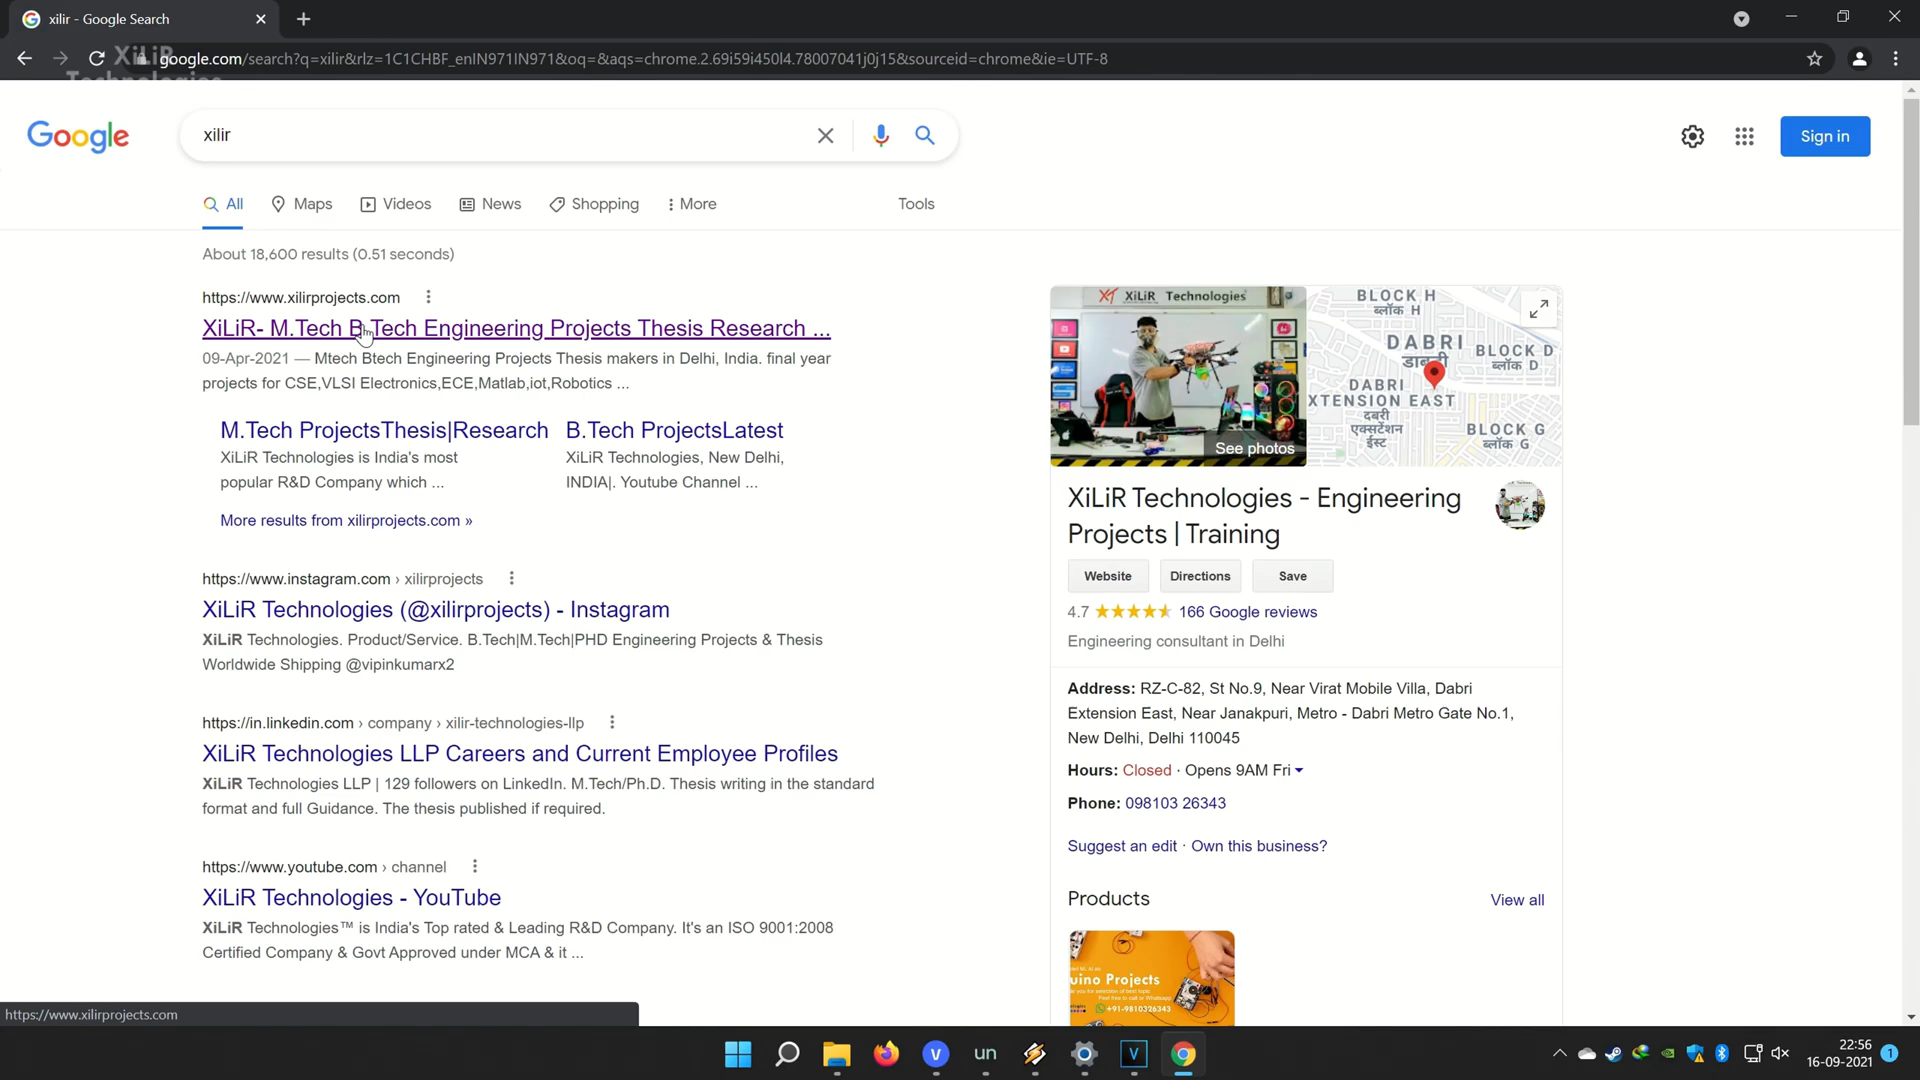 xilir - Google Search
XiLiR
Technologies
google.com/search?q=xilir&rlz=1C1CHBF_enIN971IN971&oq=&aqs=chrome.2.69i59i450l4.78007041j0j15&sourceid=chrome&ie=UTF-8
Google
xilir
Sign in
All
Maps
Videos
News
Shopping
More
Tools
About 18,600 results (0.51 seconds)
https://www.xilirprojects.com
XiLiR- M.Tech B.Tech Engineering Projects Thesis Research ...
09-Apr-2021 — Mtech Btech Engineering Projects Thesis makers in Delhi, India. final year
projects for CSE,VLSI Electronics,ECE,Matlab,iot,Robotics ...
M.Tech ProjectsThesis|Research
XiLiR Technologies is India's most
popular R&D Company which ...
B.Tech ProjectsLatest
XiLiR Technologies, New Delhi,
INDIA|. Youtube Channel ...
More results from xilirprojects.com »
https://www.instagram.com › xilirprojects
XiLiR Technologies (@xilirprojects) - Instagram
XiLiR Technologies. Product/Service. B.Tech|M.Tech|PHD Engineering Projects & Thesis
Worldwide Shipping @vipinkumarx2
https://in.linkedin.com › company › xilir-technologies-llp
XiLiR Technologies LLP Careers and Current Employee Profiles
XiLiR Technologies LLP | 129 followers on LinkedIn. M.Tech/Ph.D. Thesis writing in the standard
format and full Guidance. The thesis published if required.
https://www.youtube.com › channel
XiLiR Technologies - YouTube
XiLiR Technologies™ is India's Top rated & Leading R&D Company. It's an ISO 9001:2008
Certified Company & Govt Approved under MCA & it ...
XT XiLiR Technologies
See photos
BLOCK H
ब्लॉक H
DABRI
डाबड़ी
BLOCK D
ब्लॉक D
DABRI
XTENSION EAST
दबरी
एक्सटेंशन
ईस्ट
BLOCK G
ब्लॉक G
XiLiR Technologies - Engineering
Projects | Training
Website
Directions
Save
4.7
166 Google reviews
Engineering consultant in Delhi
Address: RZ-C-82, St No.9, Near Virat Mobile Villa, Dabri
Extension East, Near Janakpuri, Metro - Dabri Metro Gate No.1,
New Delhi, Delhi 110045
Hours: Closed · Opens 9AM Fri
Phone: 098103 26343
Suggest an edit · Own this business?
Products
View all
uino Projects
+91-9810326343
https://www.xilirprojects.com
V
un
V
22:56
16-09-2021
1